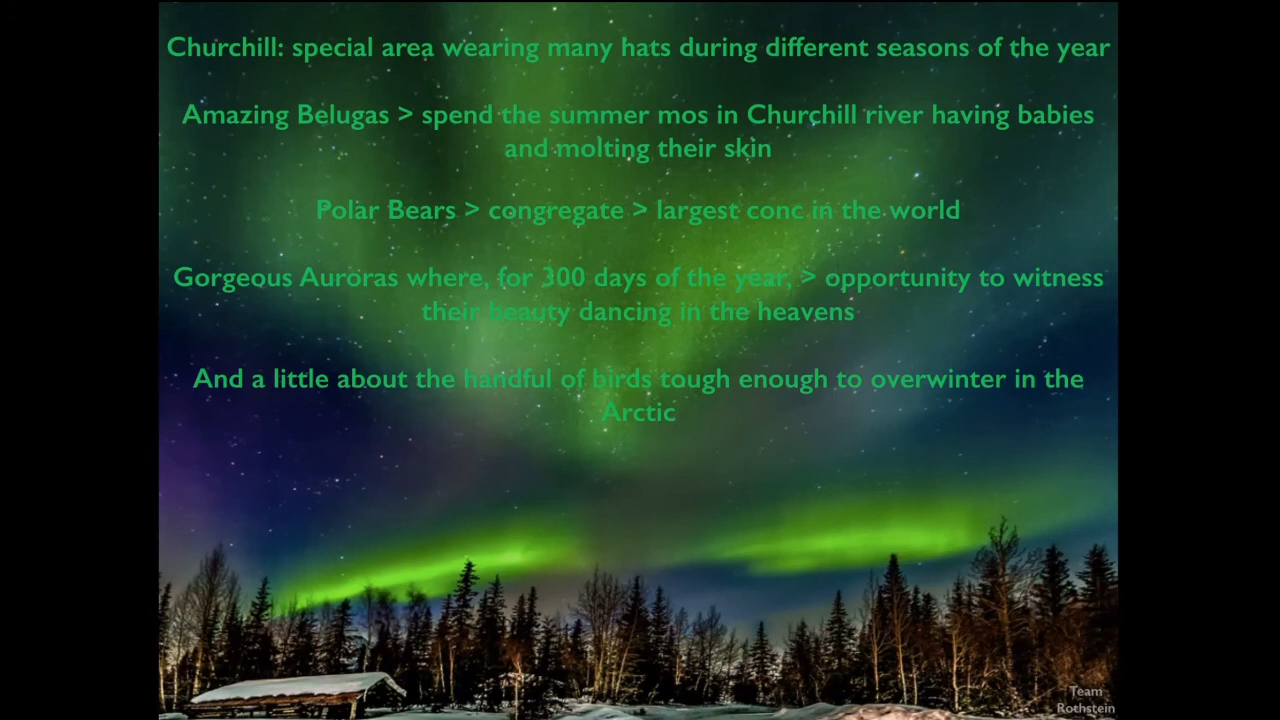 Churchill: special area wearing many hats during different seasons of the year
Amazing Belugas > spend the summer mos in Churchill river having babies
and molting their skin
Polar Bears > congregate > largest conc in the world
Gorgeous Auroras where, for 300 days of the year, > opportunity to witness
their beauty dancing in the heavens
And a little about the handful of birds tough enough to overwinter in the
Arctic
Team
Rothstein